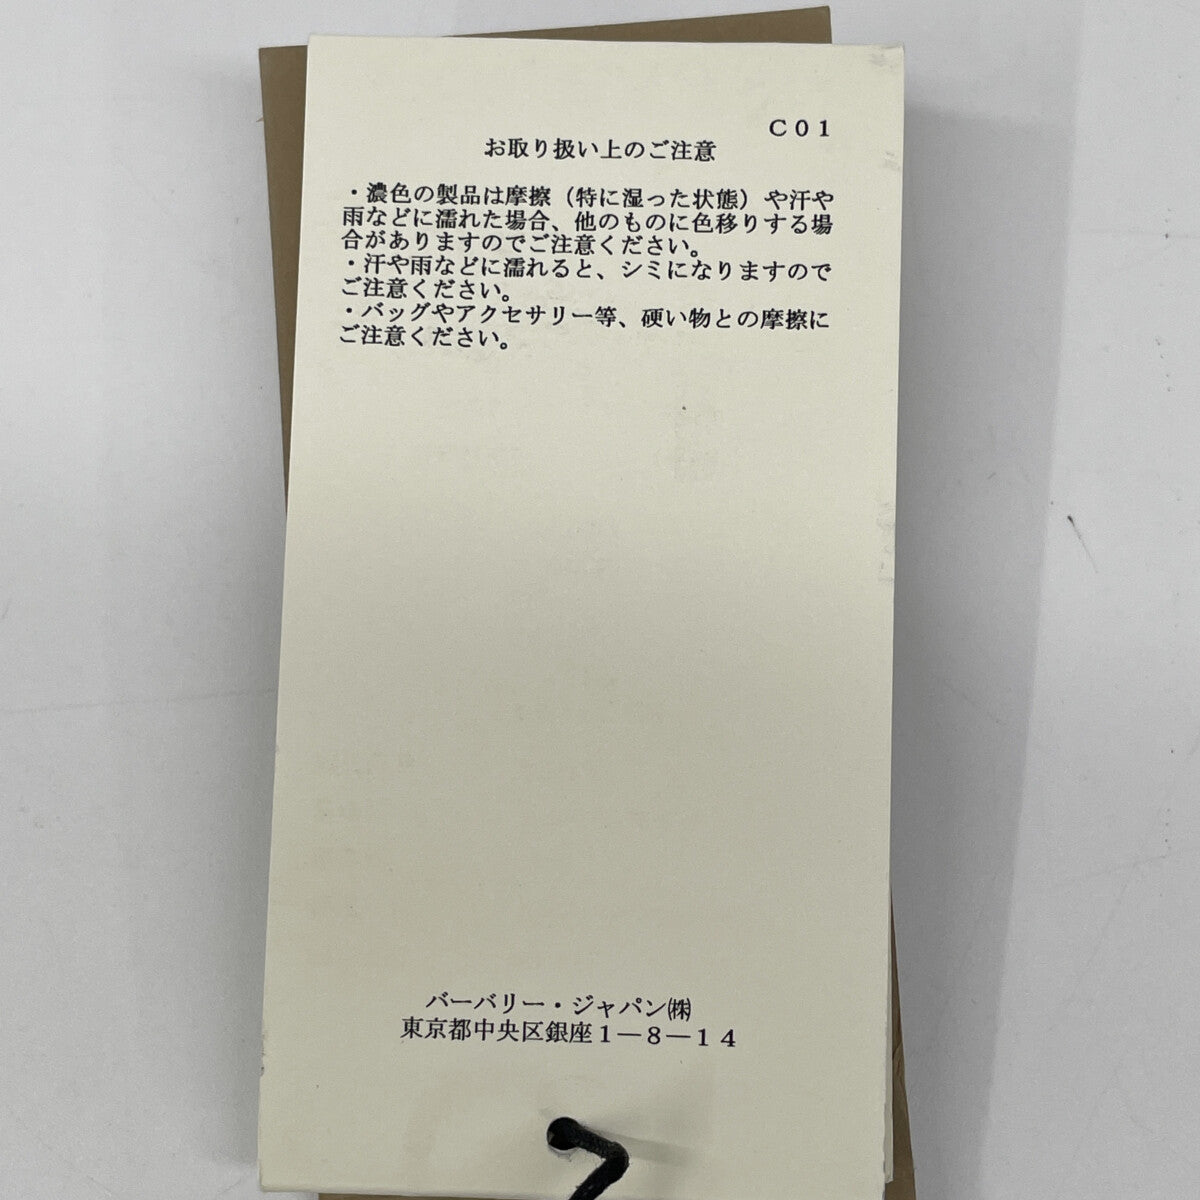 Ｃ０１
お取り扱い上のご注意
・濃色の製品は摩擦（特に湿った状態）や汗や
雨などに濡れた場合、他のものに色移りする場
合がありますのでご注意ください。
・汗や雨などに濡れると、シミになりますので
ご注意ください。
・バッグやアクセサリー等、硬い物との摩擦に
ご注意ください。
バーバリー・ジャパン㈱
東京都中央区銀座１－８－１４